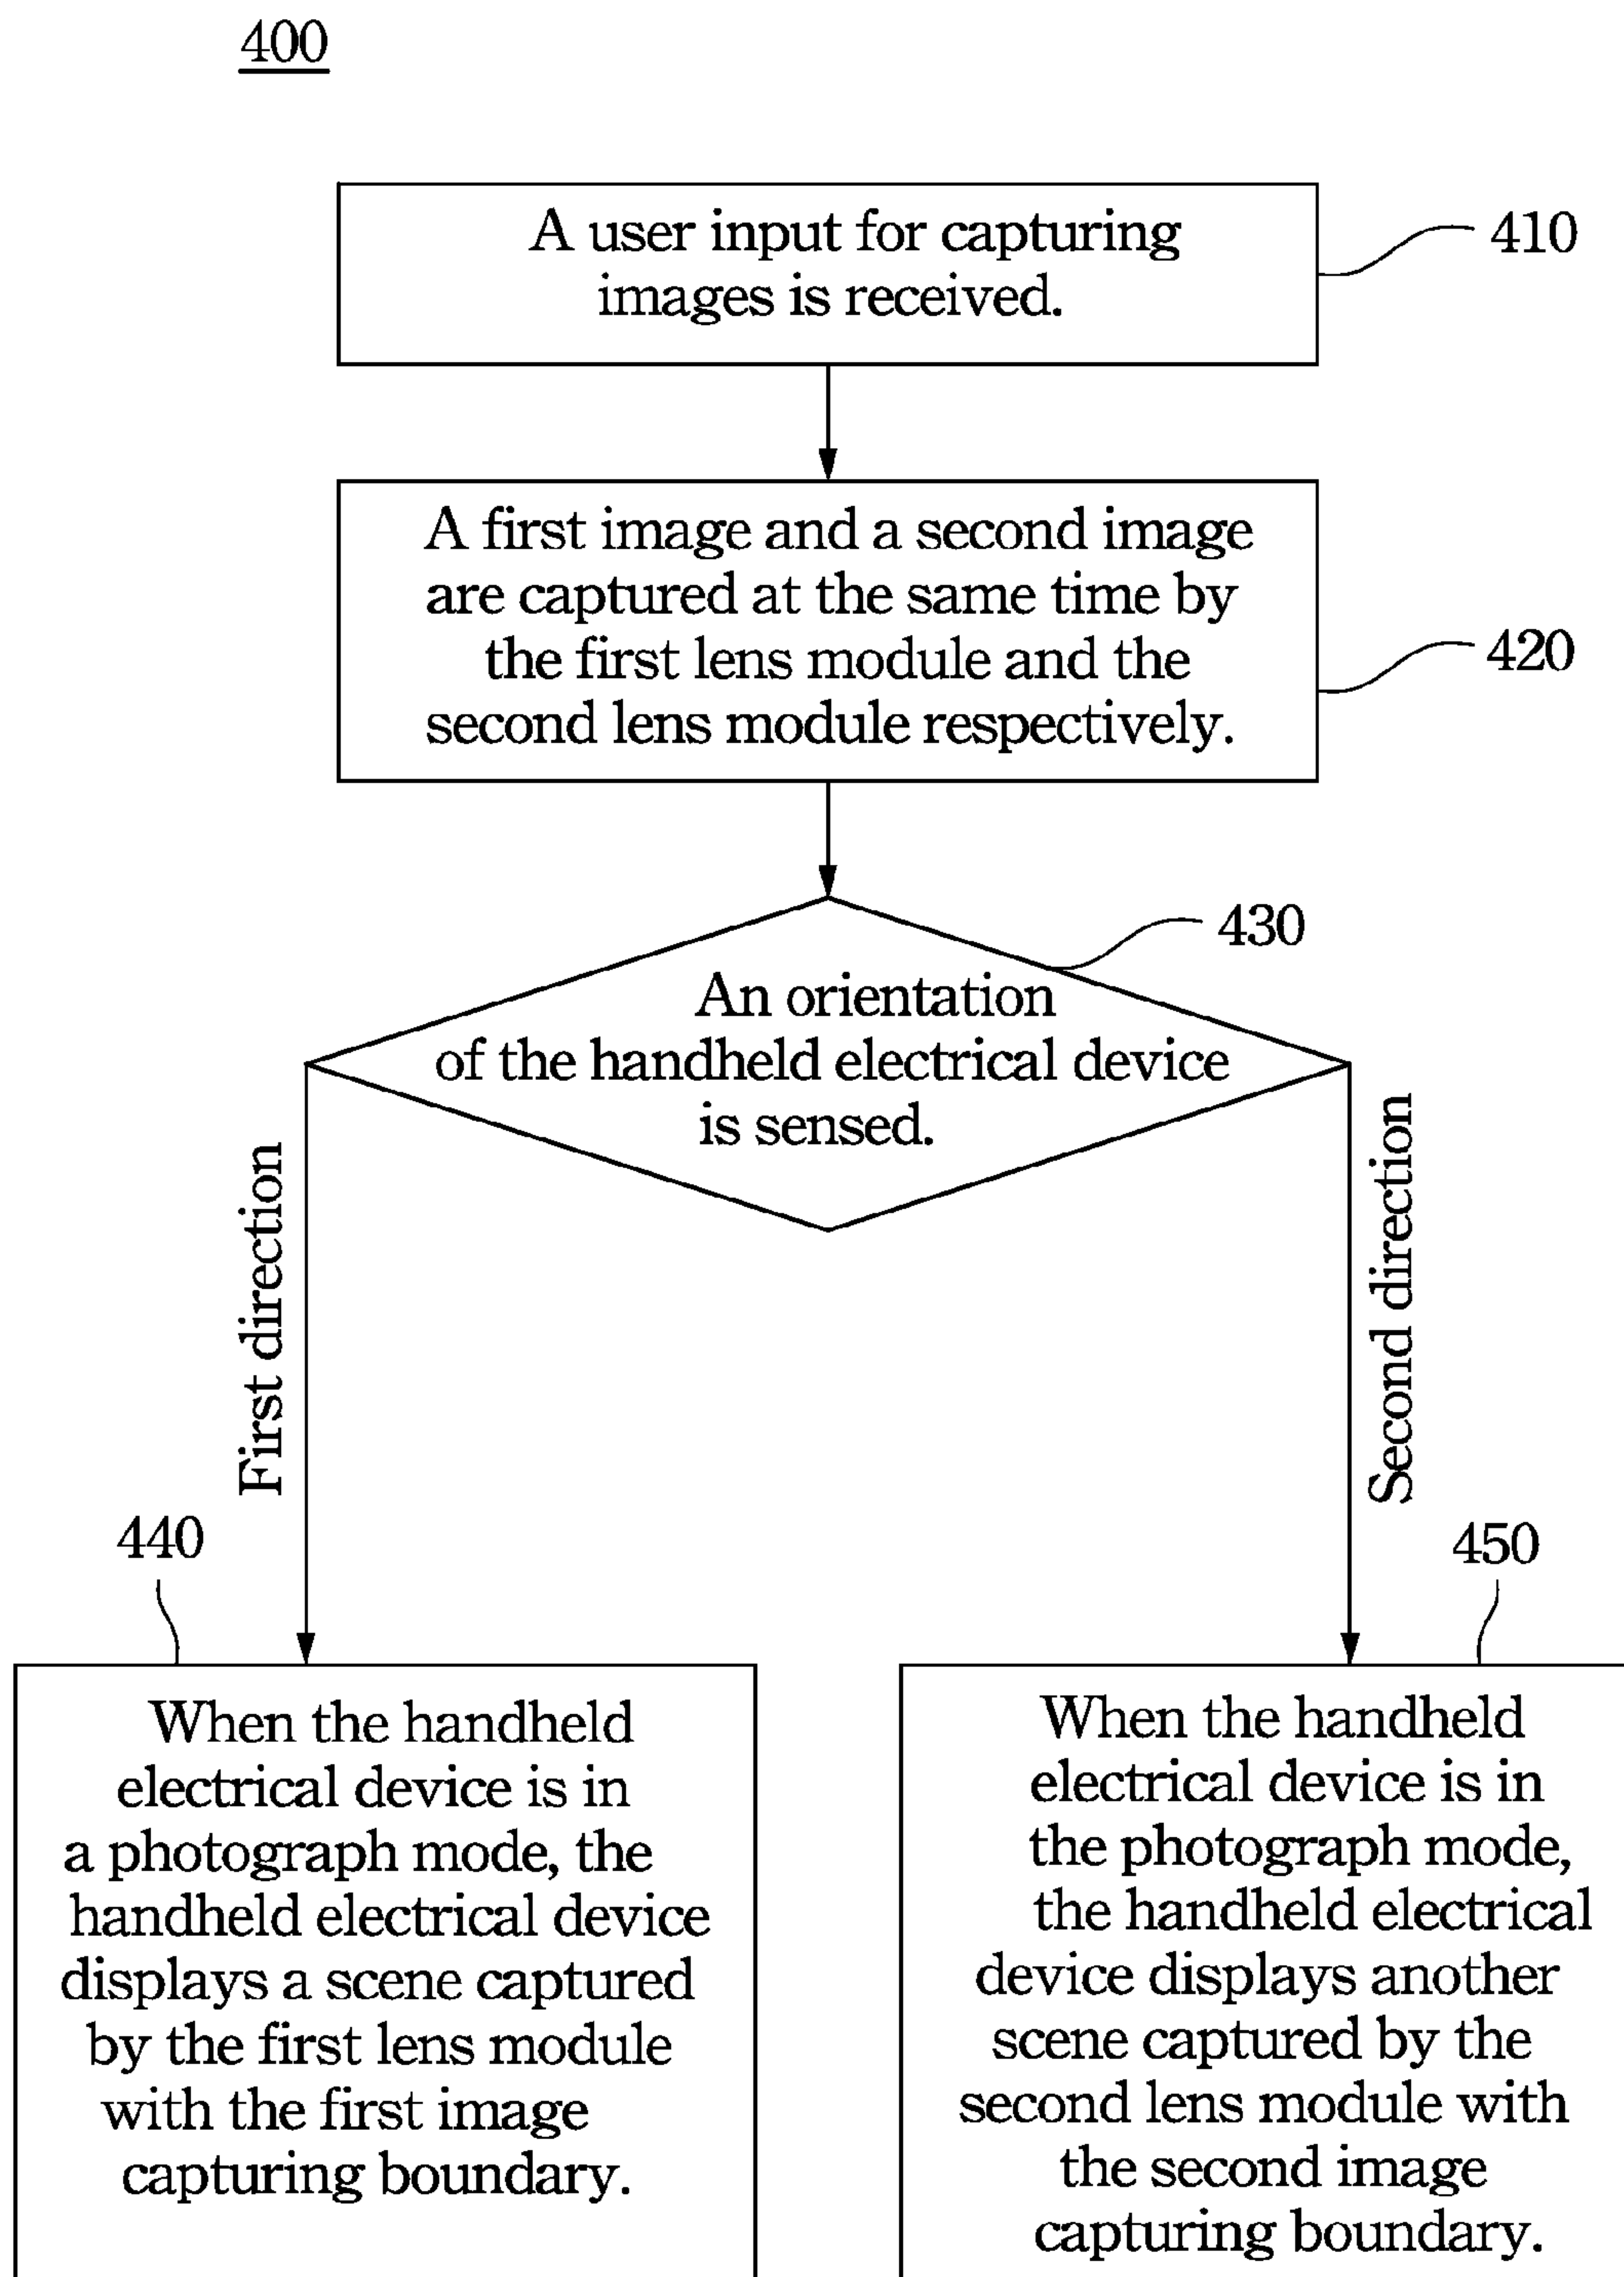 400
A user input for capturing
images is received.
410
A first image and a second image
are captured at the same time by
the first lens module and the
second lens module respectively.
420
430
An orientation
of the handheld electrical device
is sensed.
First direction
Second direction
440
When the handheld
electrical device is in
a photograph mode, the
handheld electrical device
displays a scene captured
by the first lens module
with the first image
capturing boundary.
450
When the handheld
electrical device is in
the photograph mode,
the handheld electrical
device displays another
scene captured by the
second lens module with
the second image
capturing boundary.